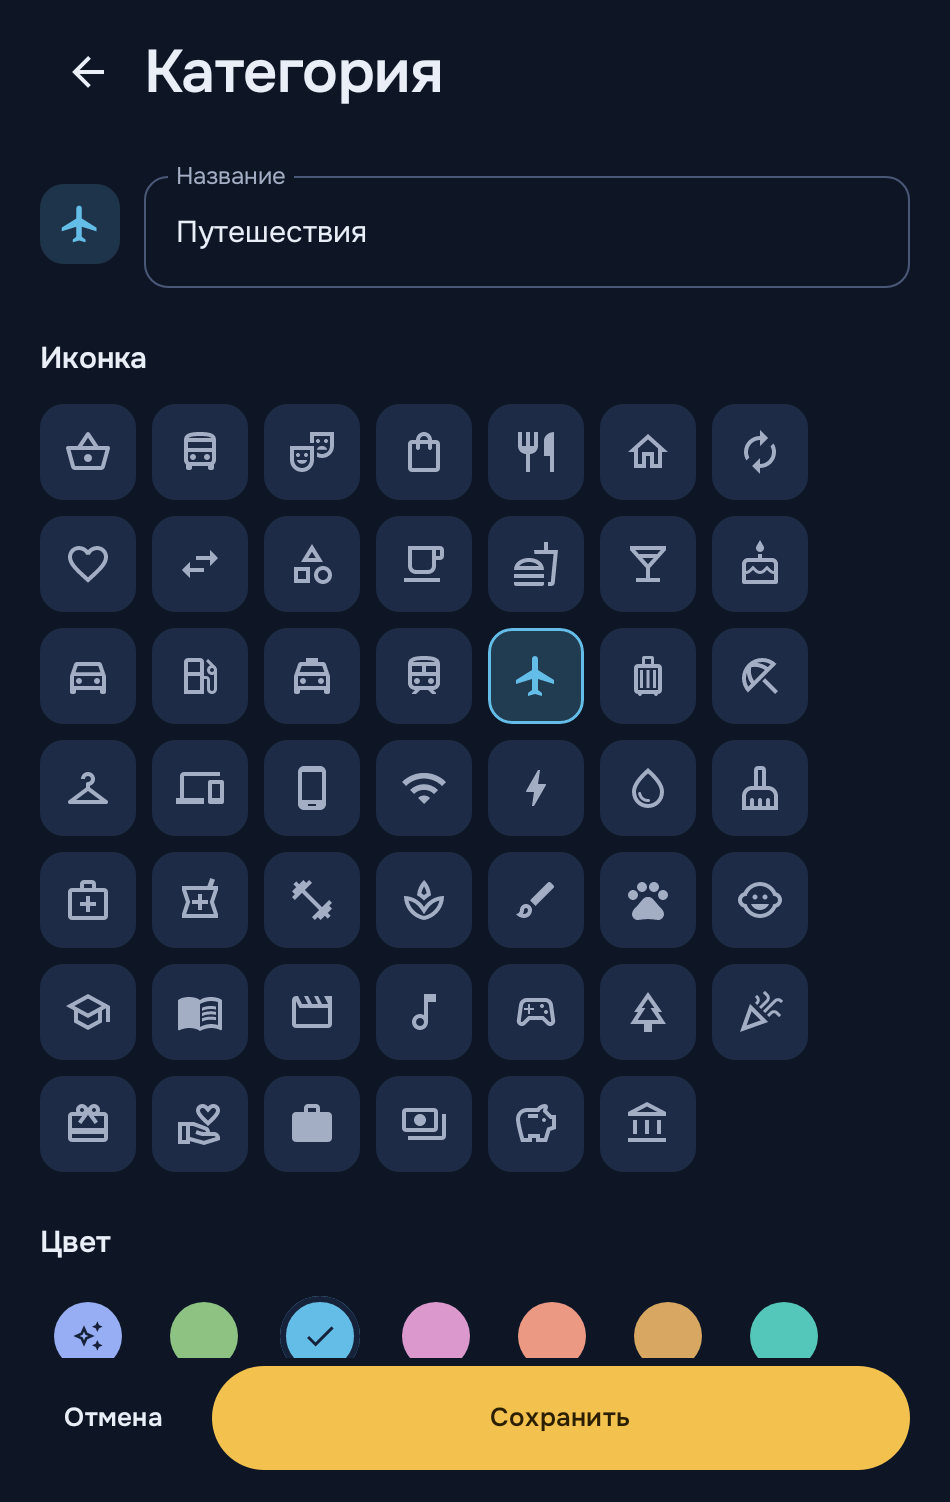 Категория
Название
Путешествия
Иконка
Цвет
Отмена
Сохранить